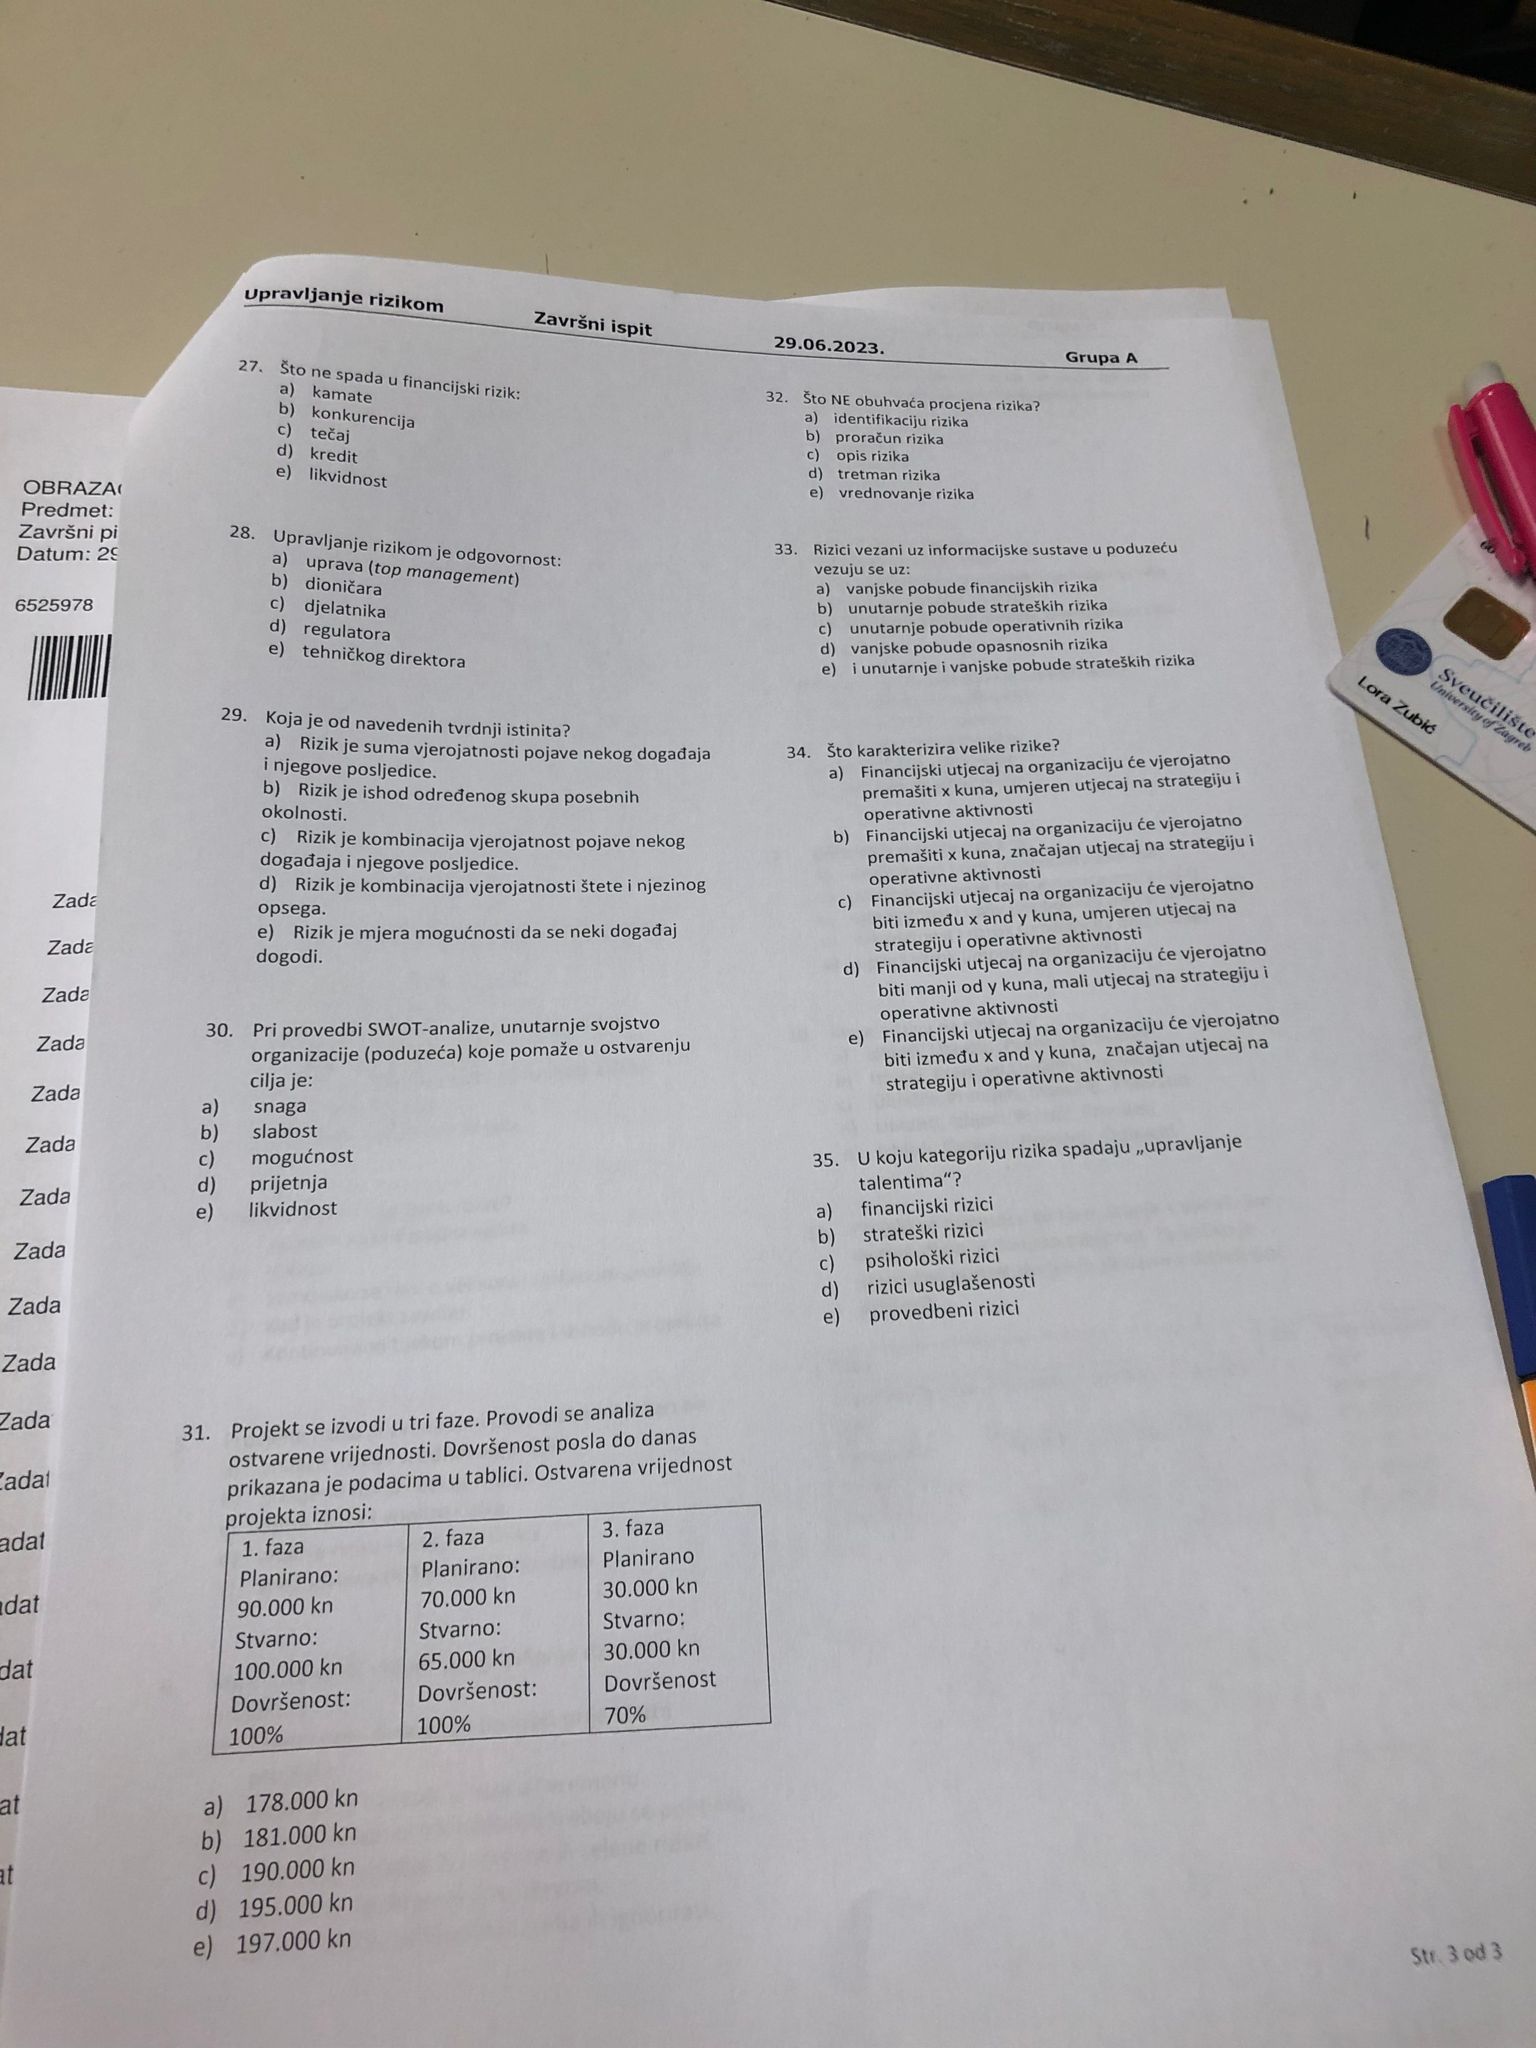 Upravljanje rizikom
Završni ispit
29.06.2023.
Grupa A
27. Što ne spada u financijski rizik:
a) kamate
b) konkurencija
c) tečaj
d) kredit
e) likvidnost
28. Upravljanje rizikom je odgovornost:
a) uprava (top management)
b) dioničara
c) djelatnika
d) regulatora
e) tehničkog direktora
29. Koja je od navedenih tvrdnji istinita?
a) Rizik je suma vjerojatnosti pojave nekog događaja
i njegove posljedice.
b) Rizik je ishod određenog skupa posebnih
okolnosti.
c) Rizik je kombinacija vjerojatnost pojave nekog
događaja i njegove posljedice.
d) Rizik je kombinacija vjerojatnosti štete i njezinog
opsega.
e) Rizik je mjera mogućnosti da se neki događaj
dogodi.
30. Pri provedbi SWOT-analize, unutarnje svojstvo
organizacije (poduzeća) koje pomaže u ostvarenju
cilja je:
a) snaga
b) slabost
c) mogućnost
d) prijetnja
e) likvidnost
31. Projekt se izvodi u tri faze. Provodi se analiza
ostvarene vrijednosti. Dovršenost posla do danas
prikazana je podacima u tablici. Ostvarena vrijednost
projekta iznosi:
1. faza
Planirano:
90.000 kn
Stvarno:
100.000 kn
Dovršenost:
100%
2. faza
Planirano:
70.000 kn
Stvarno:
65.000 kn
Dovršenost:
100%
3. faza
Planirano
30.000 kn
Stvarno:
30.000 kn
Dovršenost
70%
a) 178.000 kn
b) 181.000 kn
c) 190.000 kn
d) 195.000 kn
e) 197.000 kn
32. Što NE obuhvaća procjena rizika?
a) identifikaciju rizika
b) proračun rizika
c) opis rizika
d) tretman rizika
e) vrednovanje rizika
33. Rizici vezani uz informacijske sustave u poduzeću
vezuju se uz:
a) vanjske pobude financijskih rizika
b) unutarnje pobude strateških rizika
c) unutarnje pobude operativnih rizika
d) vanjske pobude opasnosnih rizika
e) i unutarnje i vanjske pobude strateških rizika
34. Što karakterizira velike rizike?
a) Financijski utjecaj na organizaciju će vjerojatno
premašiti x kuna, umjeren utjecaj na strategiju i
operativne aktivnosti
b) Financijski utjecaj na organizaciju će vjerojatno
premašiti x kuna, značajan utjecaj na strategiju i
operativne aktivnosti
c) Financijski utjecaj na organizaciju će vjerojatno
biti između x and y kuna, umjeren utjecaj na
strategiju i operativne aktivnosti
d) Financijski utjecaj na organizaciju će vjerojatno
biti manji od y kuna, mali utjecaj na strategiju i
operativne aktivnosti
e) Financijski utjecaj na organizaciju će vjerojatno
biti između x and y kuna, značajan utjecaj na
strategiju i operativne aktivnosti
35. U koju kategoriju rizika spadaju „upravljanje
talentima“?
a) financijski rizici
b) strateški rizici
c) psihološki rizici
d) rizici usuglašenosti
e) provedbeni rizici
Str. 3 od 3
OBRAZA
Predmet:
Završni pi
Datum: 29
6525978
Zada
Zada
Zada
Zada
Zada
Zada
Zada
Zada
Zada
Zada
Zada
Zadat
adat
adat
dat
dat
at
at
Sveučilište
University of Zagreb
Lora Zubić